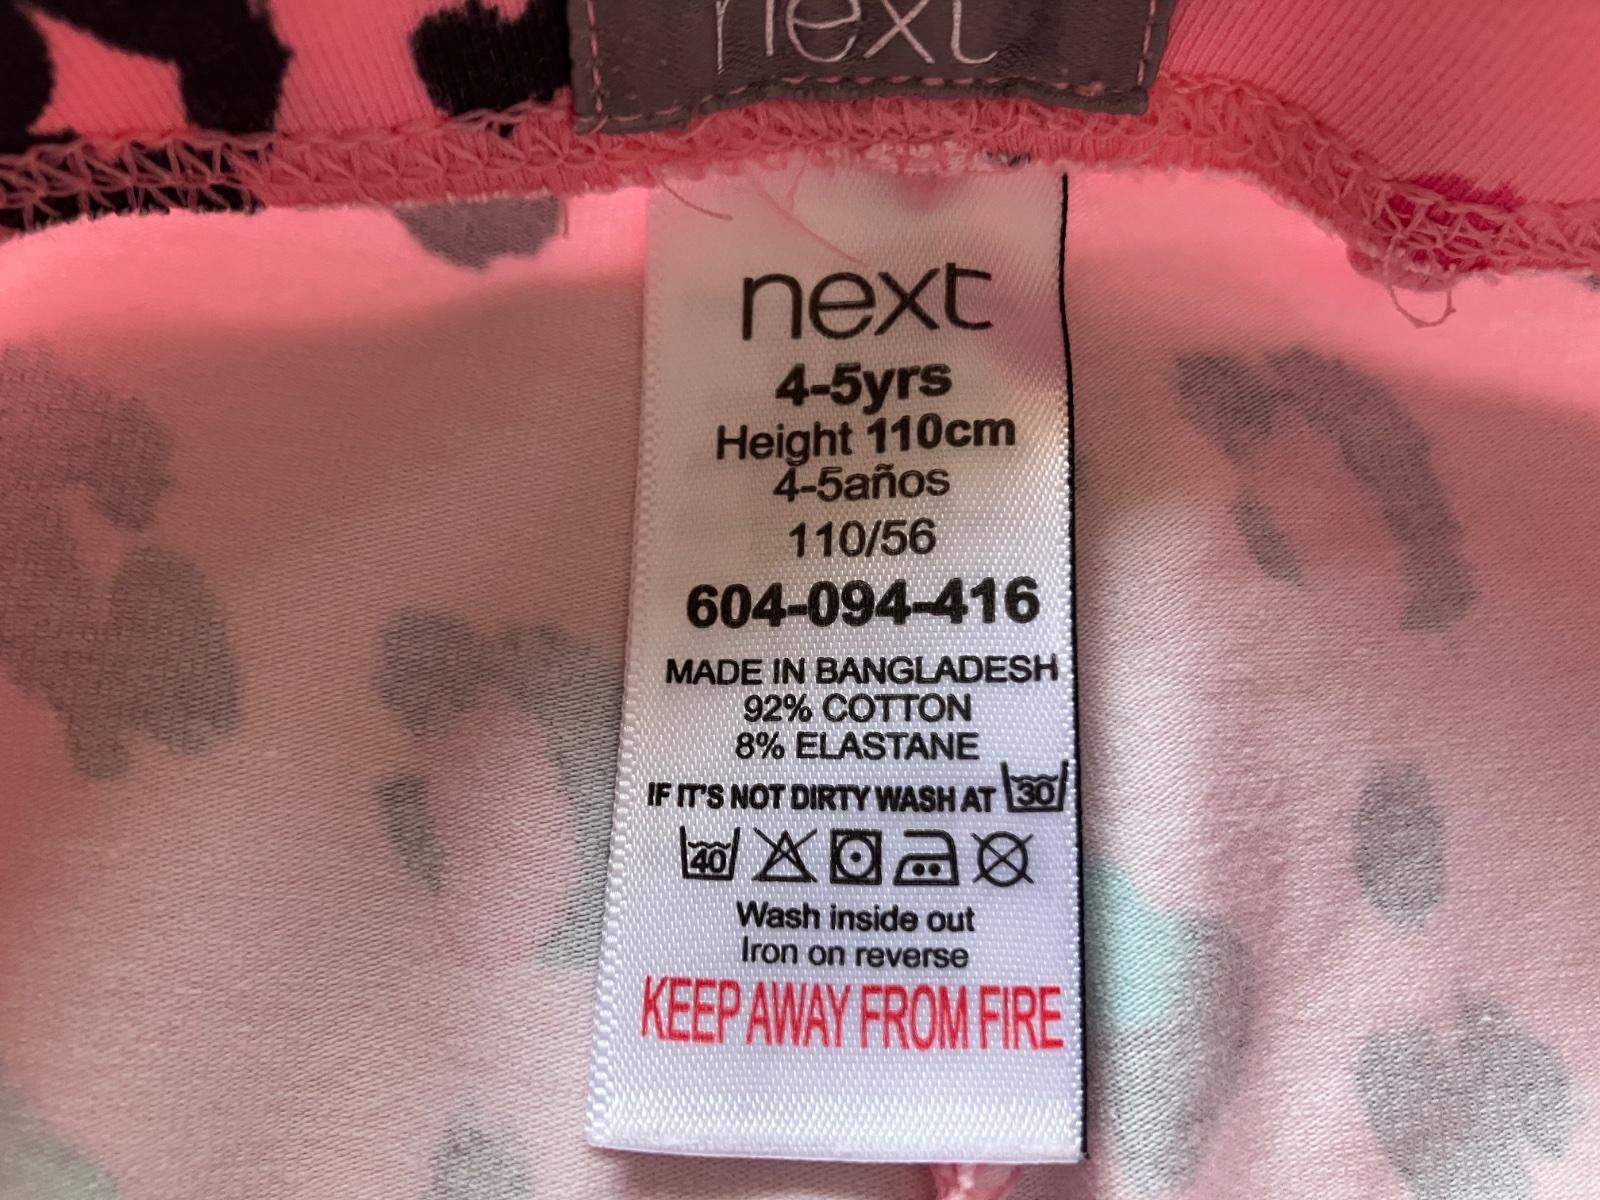 next
next
4-5yrs
Height 110cm
4-5años
110/56
604-094-416
MADE IN BANGLADESH
92% COTTON
8% ELASTANE
IF IT'S NOT DIRTY WASH AT 30
40
Wash inside out
Iron on reverse
KEEP AWAY FROM FIRE